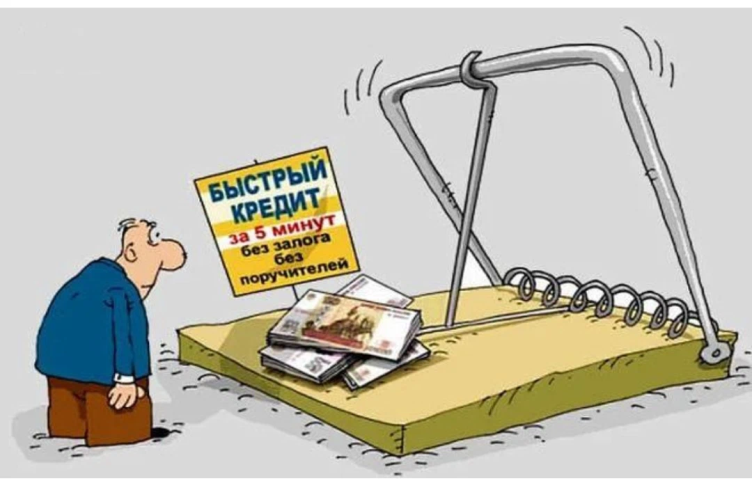 БЫСТРЫЙ
КРЕДИТ
за 5 минут
без залога
без
поручителей